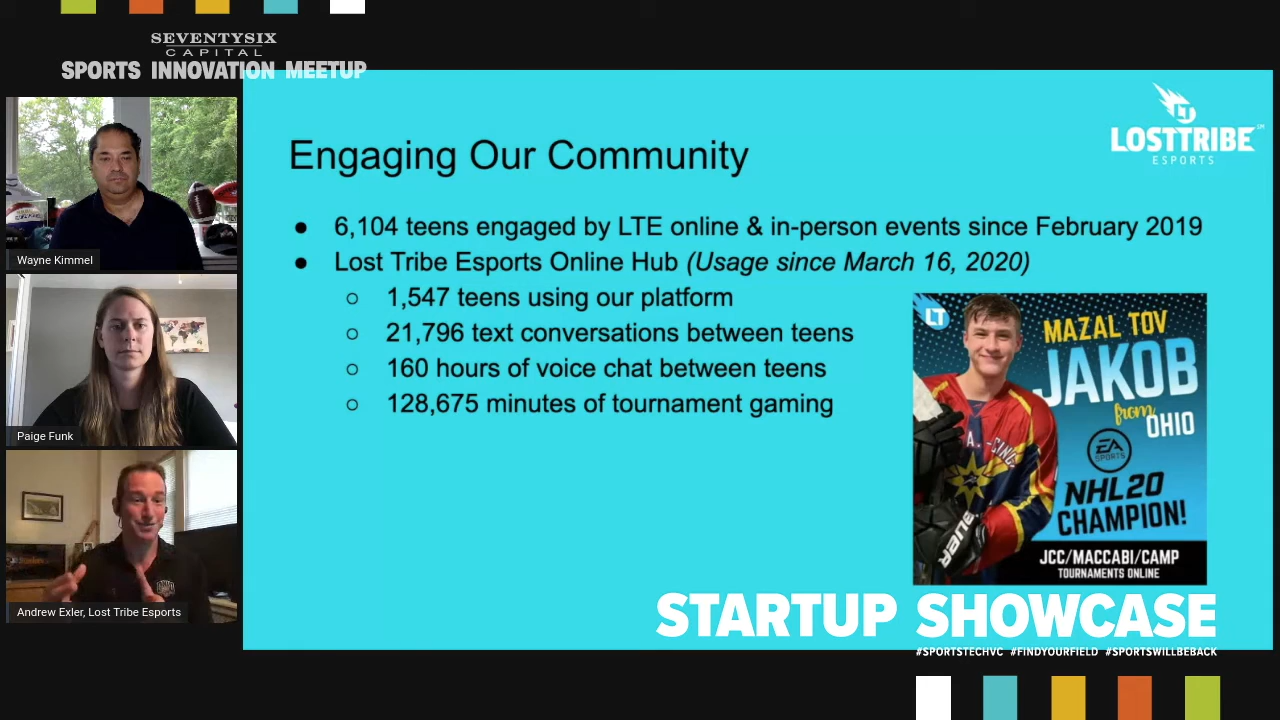 SEVENTYSIX
CAPITAL
SPORTS INNOVATION MEETUP
Wayne Kimmel
Paige Funk
Andrew Exler, Lost Tribe Esports
LT
LOSTTRIBE
ESPORTS
Engaging Our Community
● 6,104 teens engaged by LTE online & in-person events since February 2019
● Lost Tribe Esports Online Hub (Usage since March 16, 2020)
○ 1,547 teens using our platform
○ 21,796 text conversations between teens
○ 160 hours of voice chat between teens
○ 128,675 minutes of tournament gaming
LT
MAZAL TOV
JAKOB
from
OHIO
EA
SPORTS
NHL20
CHAMPION!
BAUER
JCC/MACCABI/CAMP
TOURNAMENTS ONLINE
STARTUP SHOWCASE
#SPORTSTECHVC #FINDYOURFIELD #SPORTSWILLBEBACK